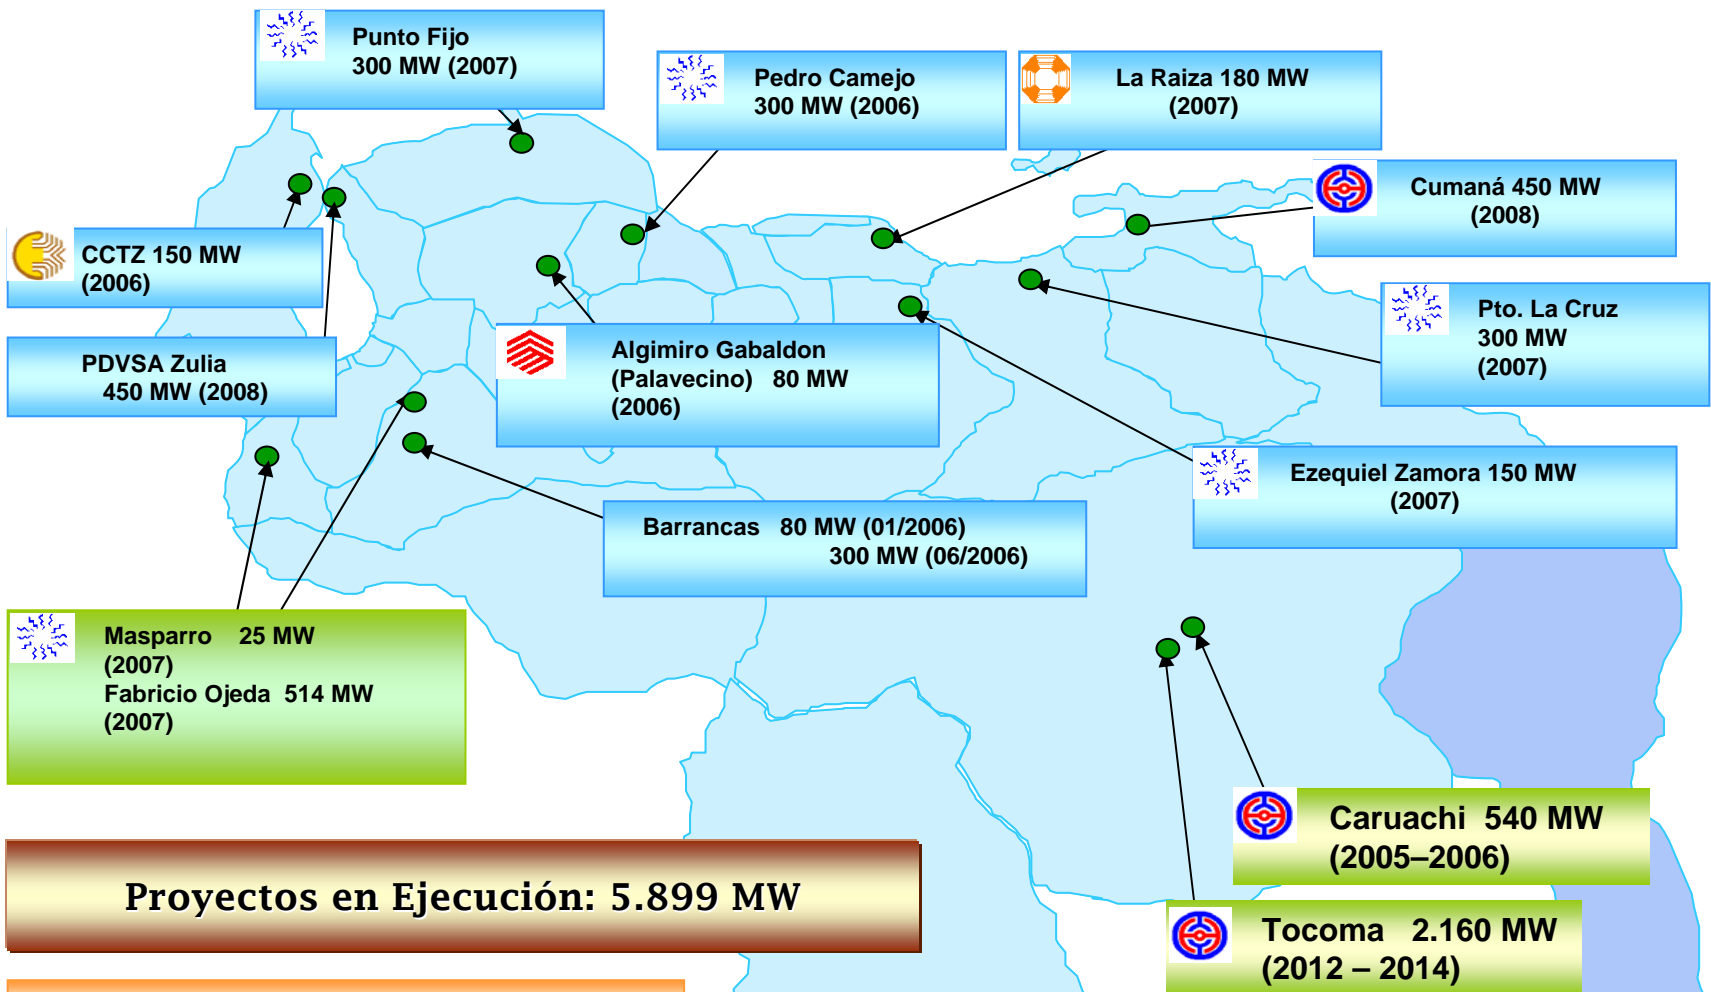 Punto Fijo
300 MW (2007)
Pedro Camejo
300 MW (2006)
La Raiza 180 MW
(2007)
Cumaná 450 MW
(2008)
CCTZ 150 MW
(2006)
Pto. La Cruz
300 MW
(2007)
PDVSA Zulia
450 MW (2008)
Algimiro Gabaldon
(Palavecino) 80 MW
(2006)
Ezequiel Zamora 150 MW
(2007)
Barrancas 80 MW (01/2006)
300 MW (06/2006)
Masparro 25 MW
(2007)
Fabricio Ojeda 514 MW
(2007)
Caruachi 540 MW
(2005–2006)
Proyectos en Ejecución: 5.899 MW
Tocoma 2.160 MW
(2012 – 2014)